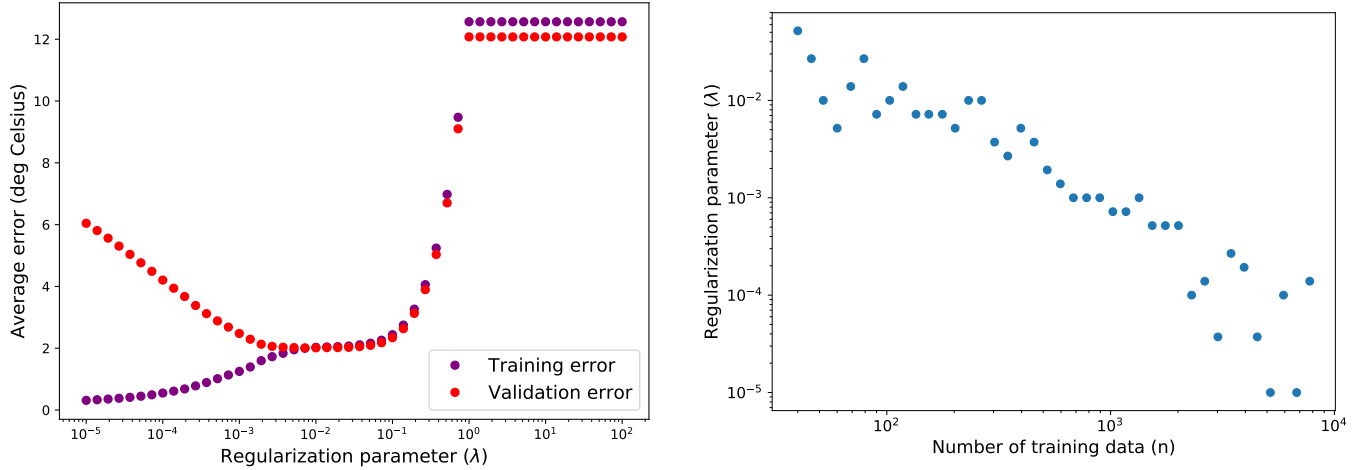 Average error (deg Celsius)
12
10
8
6
4
2
0
Training error
Validation error
10⁻⁵ 10⁻⁴ 10⁻³ 10⁻² 10⁻¹ 10⁰ 10¹ 10²
Regularization parameter (λ)
Regularization parameter (λ)
10⁻²
10⁻³
10⁻⁴
10⁻⁵
10² 10³ 10⁴
Number of training data (n)